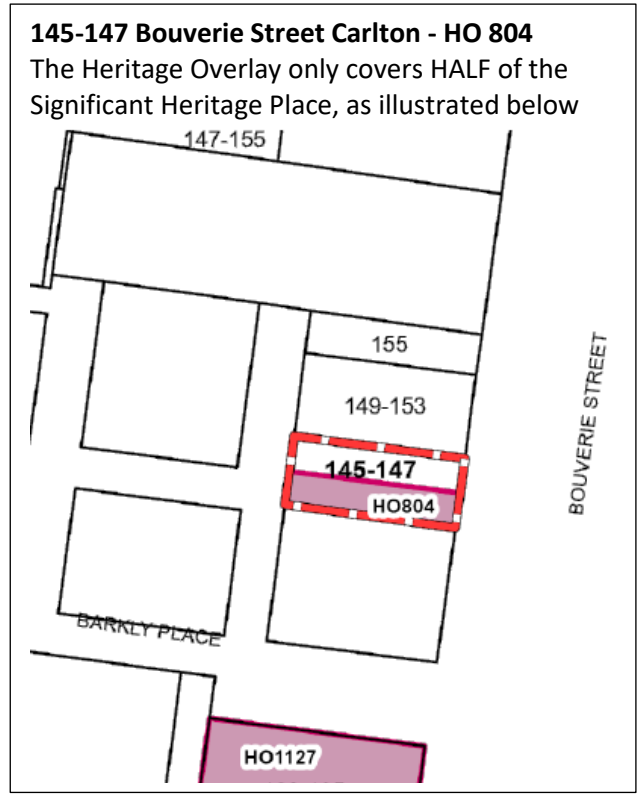 145-147 Bouverie Street Carlton - HO 804
The Heritage Overlay only covers HALF of the
Significant Heritage Place, as illustrated below
147-155
155
149-153
BOUVERIE STREET
145-147
HO804
BARKLY PLACE
HO1127